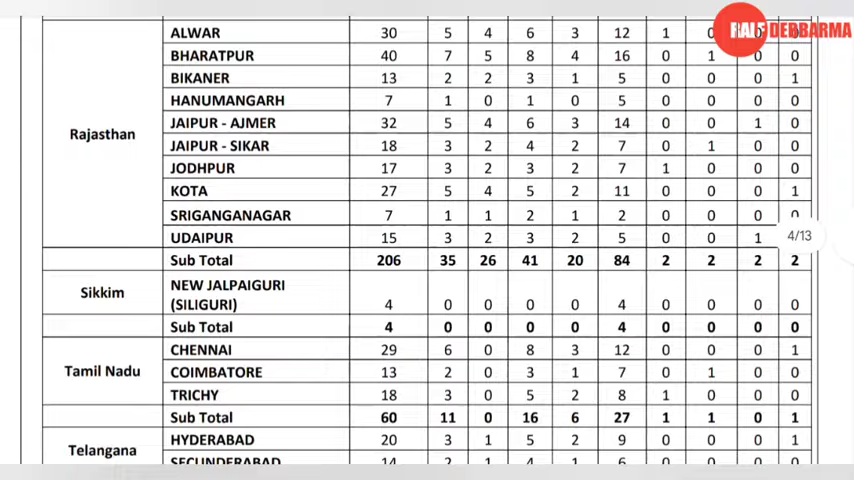 RALF DEBBARMA
ALWAR 30 5 4 6 3 12 1 0
BHARATPUR 40 7 5 8 4 16 0 1 0 0
BIKANER 13 2 2 3 1 5 0 0 0 1
HANUMANGARH 7 1 0 1 0 5 0 0 0 0
JAIPUR - AJMER 32 5 4 6 3 14 0 0 1 0
Rajasthan
JAIPUR - SIKAR 18 3 2 4 2 7 0 1 0 0
JODHPUR 17 3 2 3 2 7 1 0 0 0
KOTA 27 5 4 5 2 11 0 0 0 1
SRIGANGANAGAR 7 1 1 2 1 2 0 0 0 0
UDAIPUR 15 3 2 3 2 5 0 0 1
4/13
Sub Total 206 35 26 41 20 84 2 2 2 2
Sikkim
NEW JALPAIGURI
(SILIGURI) 4 0 0 0 0 4 0 0 0 0
Sub Total 4 0 0 0 0 4 0 0 0 0
CHENNAI 29 6 0 8 3 12 0 0 0 1
Tamil Nadu COIMBATORE 13 2 0 3 1 7 0 1 0 0
TRICHY 18 3 0 5 2 8 1 0 0 0
Sub Total 60 11 0 16 6 27 1 1 0 1
HYDERABAD 20 3 1 5 2 9 0 0 0 1
Telangana
SECUNDERABAD 14 2 1 4 1 6 0 0 0 0